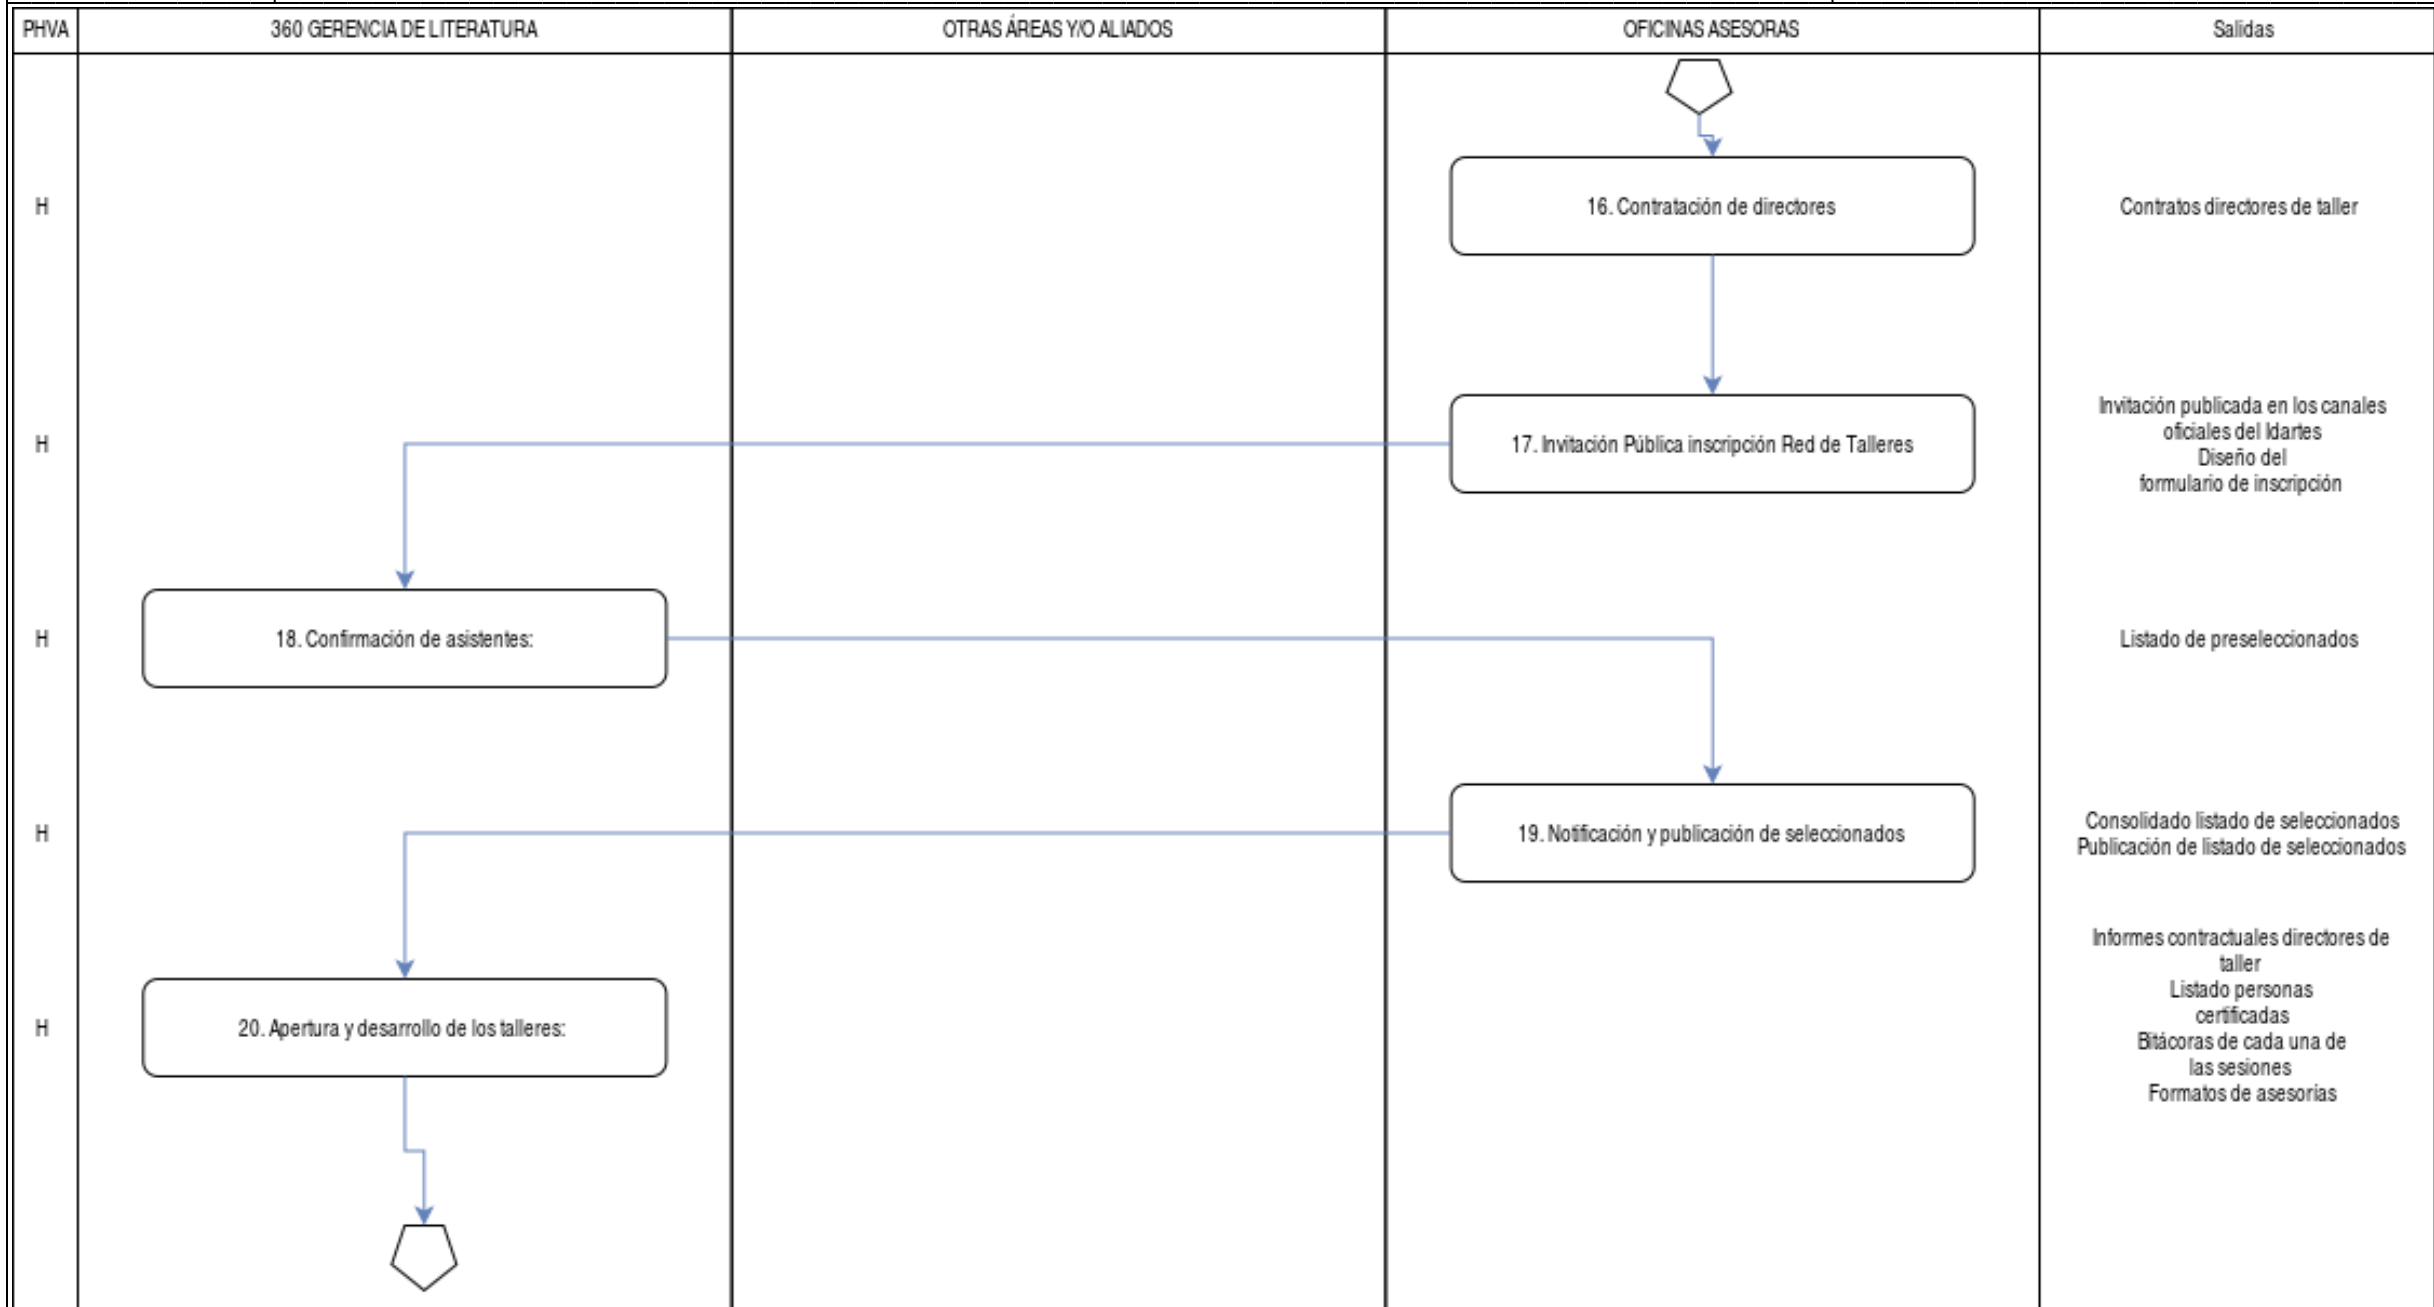 PHVA
360 GERENCIA DE LITERATURA
OTRAS ÁREAS Y/O ALIADOS
OFICINAS ASESORAS
Salidas
H
16. Contratación de directores
Contratos directores de taller
H
17. Invitación Pública inscripción Red de Talleres
Invitación publicada en los canales
oficiales del Idartes
Diseño del
formulario de inscripción
H
18. Confirmación de asistentes:
Listado de preseleccionados
H
19. Notificación y publicación de seleccionados
Consolidado listado de seleccionados
Publicación de listado de seleccionados
H
20. Apertura y desarrollo de los talleres:
Informes contractuales directores de
taller
Listado personas
certificadas
Bitácoras de cada una de
las sesiones
Formatos de asesorías